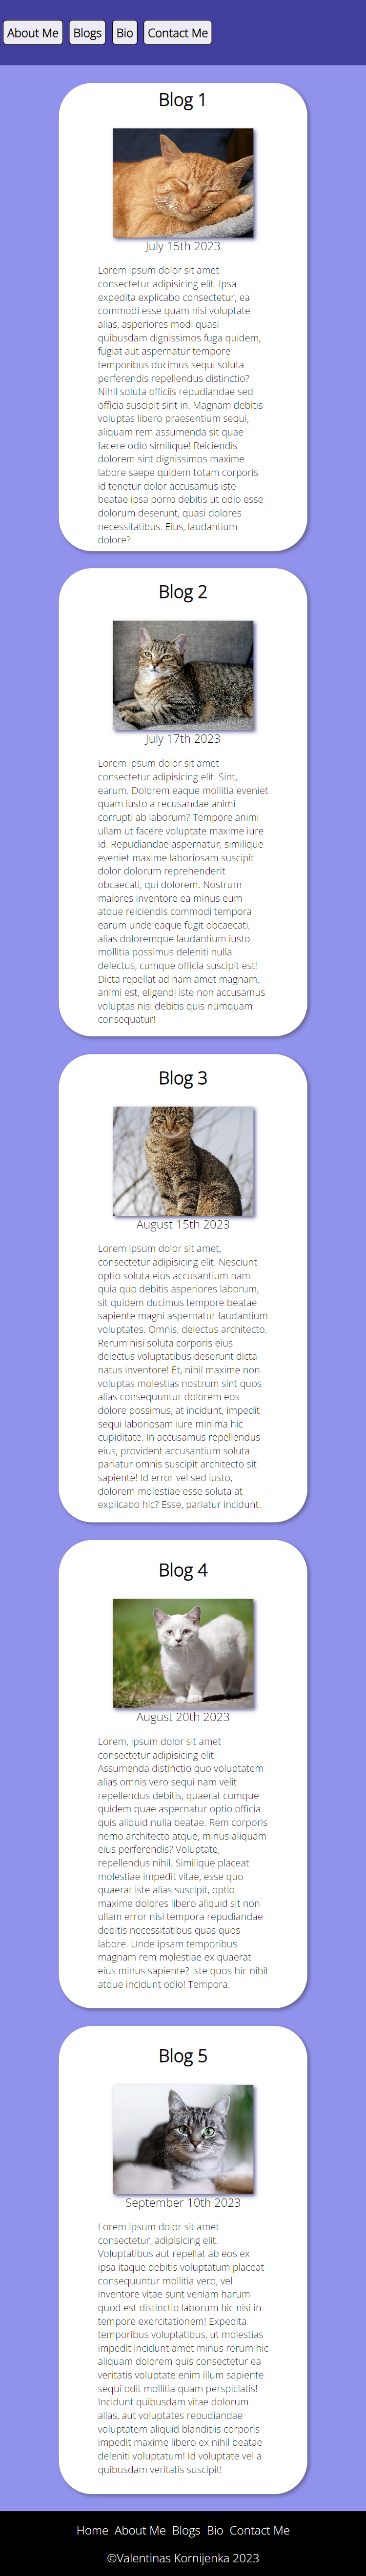 About Me Blogs Bio Contact Me
Blog 1
July 15th 2023
Lorem ipsum dolor sit amet
consectetur adipisicing elit. Ipsa
expedita explicabo consectetur, ea
commodi esse quam nisi voluptate
alias, asperiores modi quasi
quibusdam dignissimos fuga quidem,
fugiat aut aspernatur tempore
temporibus ducimus sequi soluta
perferendis repellendus distinctio?
Nihil soluta officiis repudiandae sed
officia suscipit sint in. Magnam debitis
voluptas libero praesentium sequi,
aliquam rem assumenda sit quae
facere odio similique! Reiciendis
dolorem sint dignissimos maxime
labore saepe quidem totam corporis
id tenetur dolor accusamus iste
beatae ipsa porro debitis ut odio esse
dolorum deserunt, quasi dolores
necessitatibus. Eius, laudantium
dolore?
Blog 2
July 17th 2023
Lorem ipsum dolor sit amet
consectetur adipisicing elit. Sint,
earum. Dolorem eaque mollitia eveniet
quam iusto a recusandae animi
corrupti ab laborum? Tempore animi
ullam ut facere voluptate maxime iure
id. Repudiandae aspernatur, similique
eveniet maxime laboriosam suscipit
dolor dolorum reprehenderit
obcaecati, qui dolorem. Nostrum
maiores inventore ea minus eum
atque reiciendis commodi tempora
earum unde eaque fugit obcaecati,
alias doloremque laudantium iusto
mollitia possimus deleniti nulla
delectus, cumque officia suscipit est!
Dicta repellat ad nam amet magnam,
animi est, eligendi iste non accusamus
voluptas nisi debitis quis numquam
consequatur!
Blog 3
August 15th 2023
Lorem ipsum dolor sit amet,
consectetur adipisicing elit. Nesciunt
optio soluta eius accusantium nam
quia quo debitis asperiores laborum,
sit quidem ducimus tempore beatae
sapiente magni aspernatur laudantium
voluptates. Omnis, delectus architecto.
Rerum nisi soluta corporis eius
delectus voluptatibus deserunt dicta
natus inventore! Et, nihil maxime non
voluptas molestias nostrum sint quos
alias consequuntur dolorem eos
dolore possimus, at incidunt, impedit
sequi laboriosam iure minima hic
cupiditate. In accusamus repellendus
eius, provident accusantium soluta
pariatur omnis suscipit architecto sit
sapiente! Id error vel sed iusto,
dolorem molestiae esse soluta at
explicabo hic? Esse, pariatur incidunt.
Blog 4
August 20th 2023
Lorem, ipsum dolor sit amet
consectetur adipisicing elit.
Assumenda distinctio quo voluptatem
alias omnis vero sequi nam velit
repellendus debitis, quaerat cumque
quidem quae aspernatur optio officia
quis aliquid nulla beatae. Rem corporis
nemo architecto atque, minus aliquam
eius perferendis? Voluptate,
repellendus nihil. Similique placeat
molestiae impedit vitae, esse quo
quaerat iste alias suscipit, optio
maxime dolores libero aliquid sit non
ullam error nisi tempora repudiandae
debitis necessitatibus quas quos
labore. Unde ipsam temporibus
magnam rem molestiae ex quaerat
eius minus sapiente? Iste quos hic nihil
atque incidunt odio! Tempora.
Blog 5
September 10th 2023
Lorem ipsum dolor sit amet
consectetur, adipisicing elit.
Voluptatibus aut repellat ab eos ex
ipsa itaque debitis voluptatum placeat
consequuntur mollitia vero, vel
inventore vitae sunt veniam harum
quod est distinctio laborum hic nisi in
tempore exercitationem! Expedita
temporibus voluptatibus, ut molestias
impedit incidunt amet minus rerum hic
aliquam dolorem quis consectetur ea
veritatis voluptate enim illum sapiente
sequi odit mollitia quam perspiciatis!
Incidunt quibusdam vitae dolorum
alias, aut voluptates repudiandae
voluptatem aliquid blanditiis corporis
impedit maxime libero ex nihil beatae
deleniti voluptatum! Id voluptate vel a
quibusdam veritatis suscipit!
Home About Me Blogs Bio Contact Me
©Valentinas Kornijenka 2023